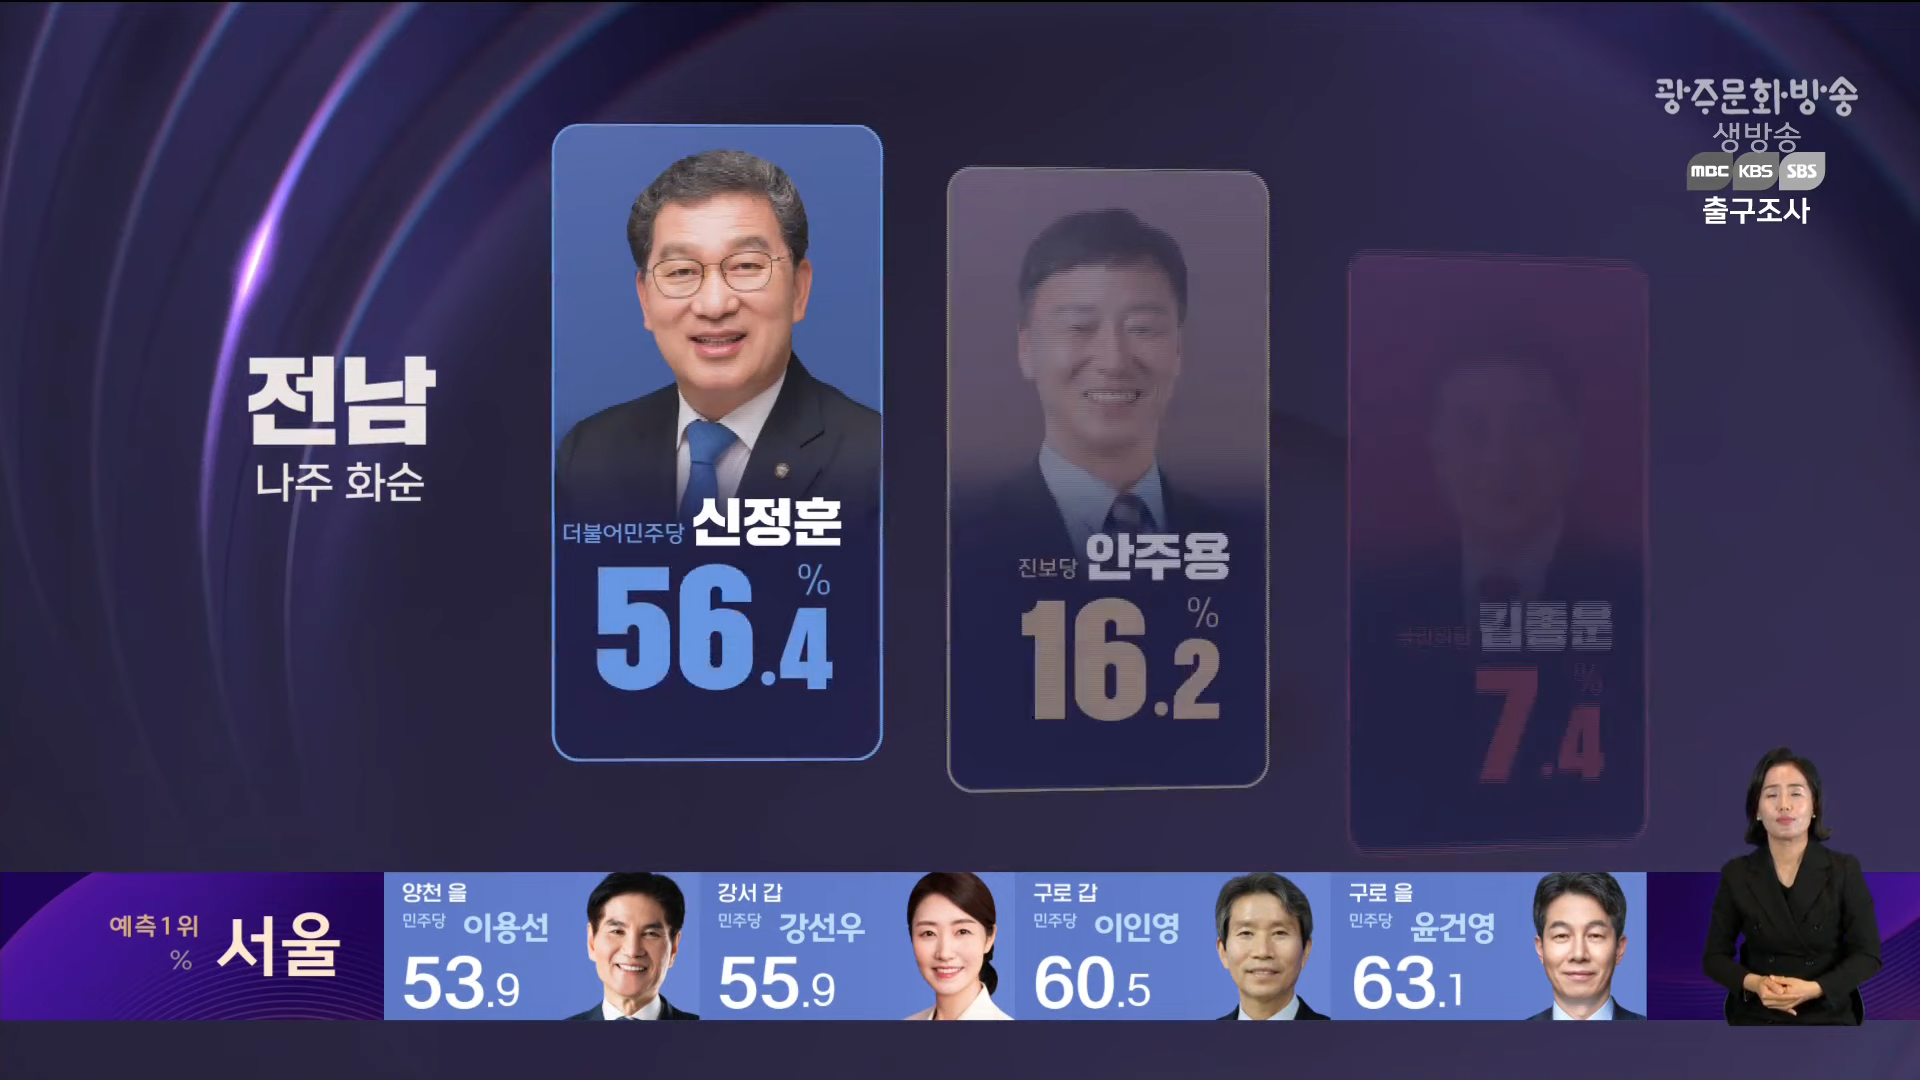 광주문화방송
생방송
MBC KBS SBS
출구조사
전남
나주 화순
더불어민주당 신정훈
56.4%
진보당 안주용
16.2%
김종운
7.4%
예측1위
%
서울
양천 을
민주당 이용선
53.9
강서 갑
민주당 강선우
55.9
구로 갑
민주당 이인영
60.5
구로 을
민주당 윤건영
63.1